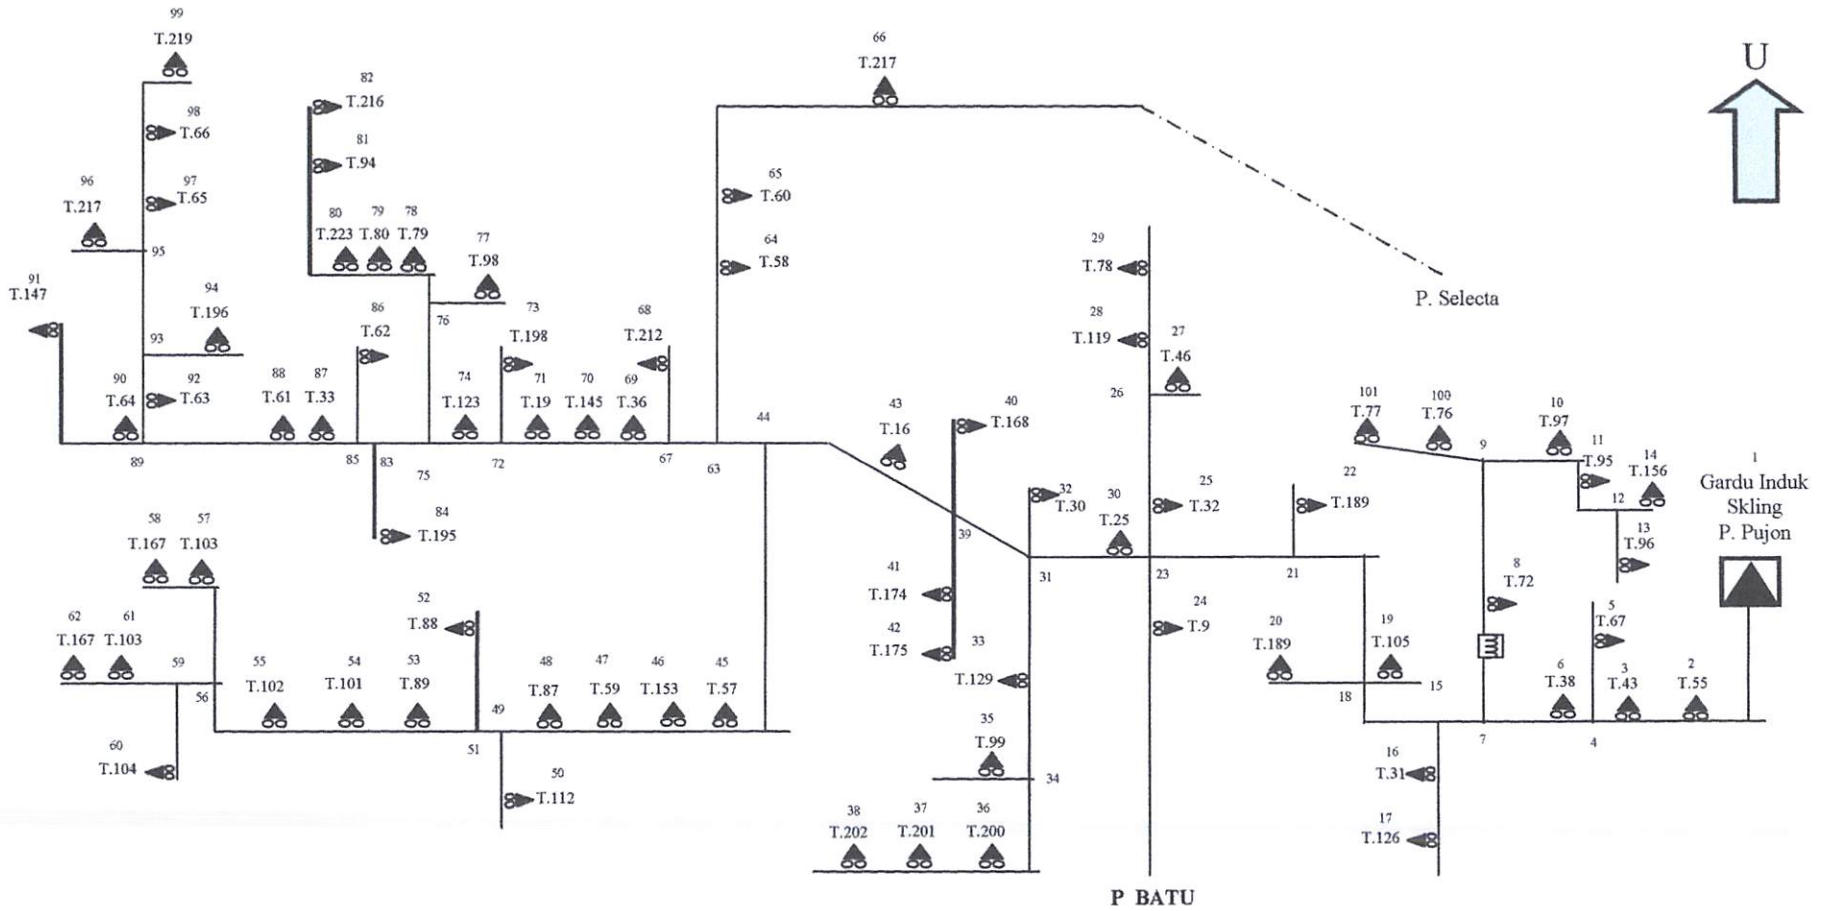 99
T.219
66
T.217
U
82
T.216
98
T.66
81
T.94
97
T.65
96
T.217
65
T.60
80
T.223
79
T.80
78
T.79
77
T.98
64
T.58
29
T.78
95
91
T.147
94
T.196
86
T.62
76
73
T.198
68
T.212
28
T.119
27
T.46
P. Selecta
93
90
T.64
92
T.63
88
T.61
87
T.33
74
T.123
71
T.19
70
T.145
69
T.36
44
43
T.16
40
T.168
26
101
T.77
100
T.76
10
T.97
9
11
T.95
14
T.156
1
Gardu Induk
Skling
P. Pujon
89
85
83
75
72
67
63
32
T.30
30
T.25
25
T.32
22
T.189
12
13
T.96
84
T.195
39
58
T.167
57
T.103
31
23
21
8
T.72
41
T.174
5
T.67
52
T.88
42
T.175
33
T.129
24
T.9
20
T.189
19
T.105
62
T.167
61
T.103
59
56
55
T.102
54
T.101
53
T.89
48
T.87
47
T.59
46
T.153
45
T.57
18
15
6
T.38
3
T.43
2
T.55
49
51
35
T.99
34
7
4
60
T.104
50
T.112
16
T.31
38
T.202
37
T.201
36
T.200
17
T.126
P BATU